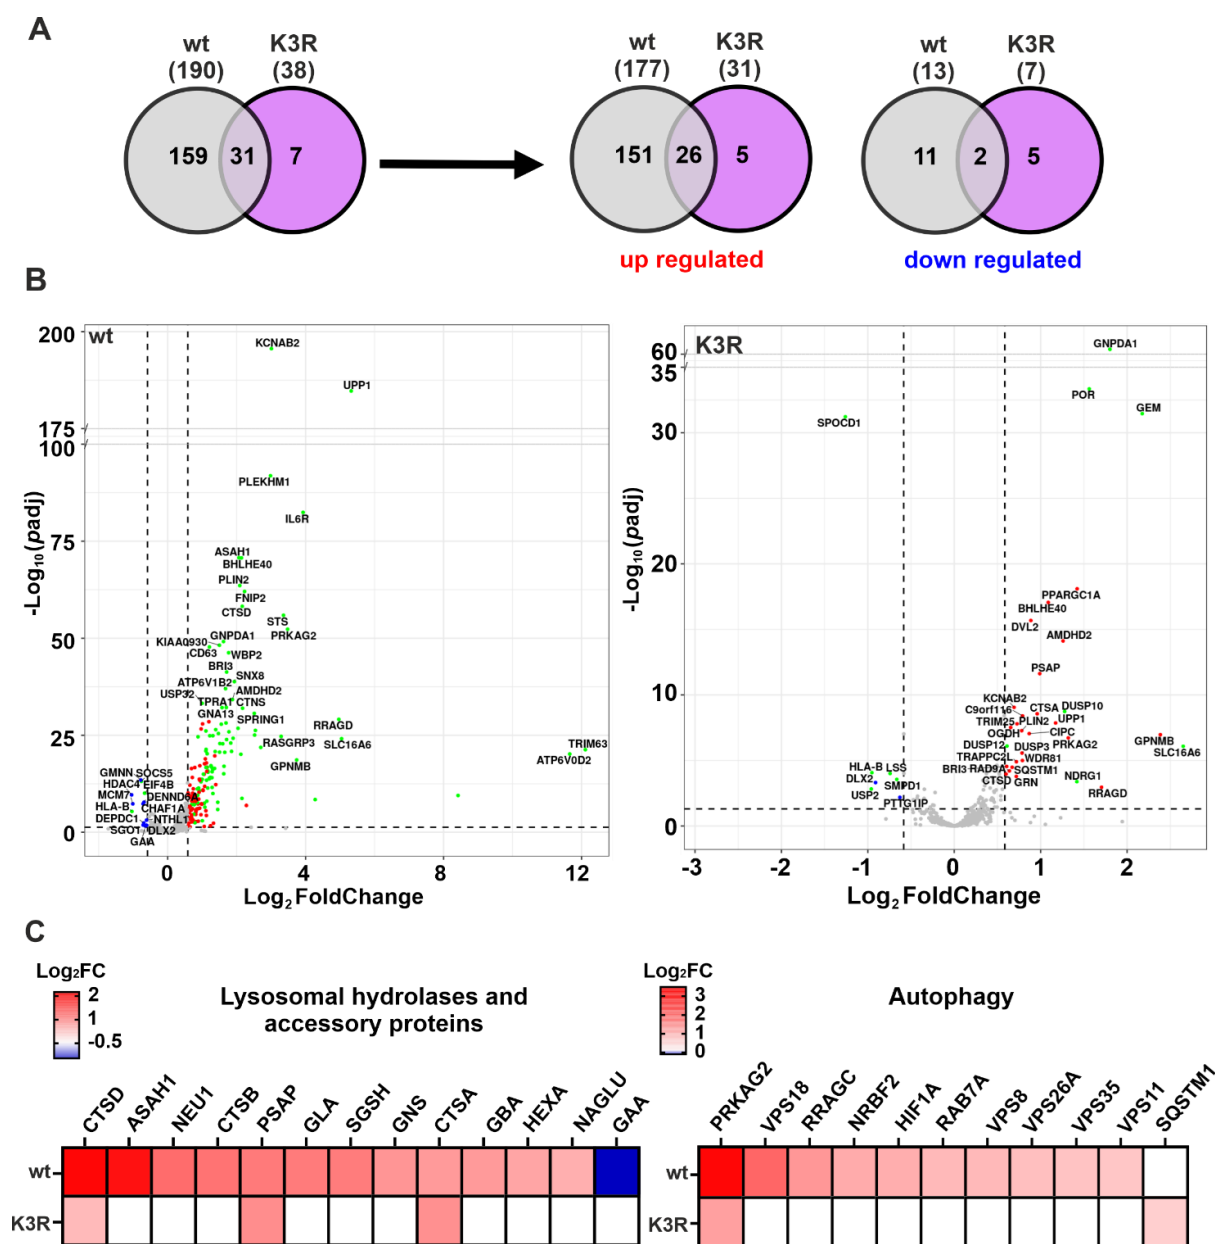 A
wt
(190)
K3R
(38)
159
31
7
wt
(177)
K3R
(31)
151
26
5
up regulated
wt
(13)
K3R
(7)
11
2
5
down regulated
B
wt
200
175
100
75
50
25
0
-Log10(padj)
KCNAB2
UPP1
PLEKHM1
IL6R
ASAH1
BHLHE40
PLIN2
FNIP2
CTSD
STS
PRKAG2
GNPDA1
KIAA0930
CD63
WBP2
BRI3
SNX8
ATP6V1B2
AMDHD2
USP32
TPRA1
CTNS
GNA13
SPRING1
RRAGD
RASGRP3
SLC16A6
GPNMB
TRIM63
ATP6V0D2
GMNN
SOCS5
HDAC4
EIF4B
MCM7
DENND6A
HLA-B
CHAF1A
DEPDC1
NTHL1
SGO1
DLX2
GAA
0
4
8
12
Log2 FoldChange
K3R
60
35
30
20
10
0
-Log10(padj)
GNPDA1
POR
GEM
SPOCD1
PPARGC1A
BHLHE40
DVL2
AMDHD2
PSAP
KCNAB2
C9orf116
CTSA
DUSP10
TRIM25
PLIN2
UPP1
OGDH
CIPC
DUSP12
DUSP3
PRKAG2
GPNMB
TRAPPC2L
WDR81
SLC16A6
BRI3
RAD9A
SQSTM1
CTSD
GRN
NDRG1
RRAGD
HLA-B
LSS
DLX2
SMPD1
USP2
PTTG1IP
-3
-2
-1
0
1
2
Log2 FoldChange
C
Log2FC
2
1
-0.5
Lysosomal hydrolases and
accessory proteins
CTSD
ASAH1
NEU1
CTSB
PSAP
GLA
SGSH
GNS
CTSA
GBA
HEXA
NAGLU
GAA
wt
K3R
Log2FC
3
2
1
0
Autophagy
PRKAG2
VPS18
RRAGC
NRBF2
HIF1A
RAB7A
VPS8
VPS26A
VPS35
VPS11
SQSTM1
wt
K3R